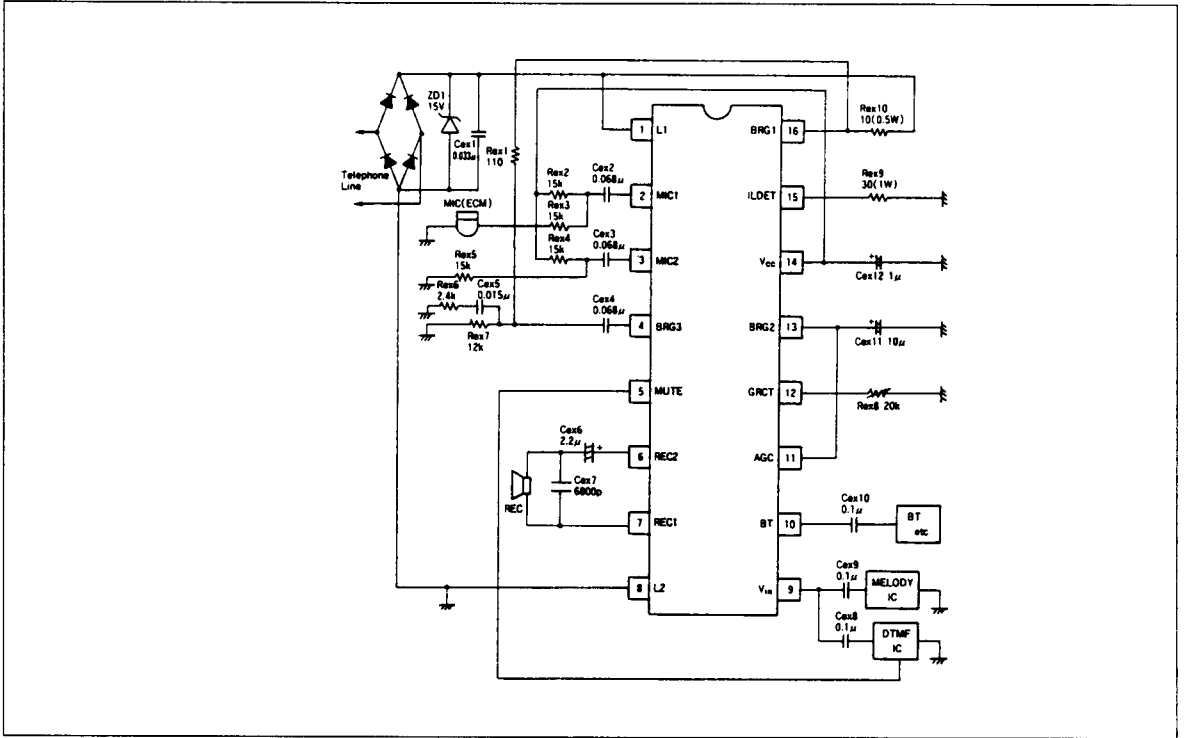 Telephone
Line
ZD1
15V
Cex1
0.033μ
Rex1
110
Rex2
15k
Rex3
15k
Rex4
15k
Cex2
0.068μ
Cex3
0.068μ
MIC(ECM)
Rex5
15k
Rex6
2.4k
Cex5
0.015μ
Rex7
12k
Cex4
0.068μ
Cex6
2.2μ
+
Cex7
6800p
REC
1 L1
2 MIC1
3 MIC2
4 BRG3
5 MUTE
6 REC2
7 REC1
8 L2
BRG1 16
ILDET 15
Vcc 14
BRG2 13
GRCT 12
AGC 11
BT 10
Vin 9
Rex10
10(0.5W)
Rex9
30(1W)
+
Cex12 1μ
+
Cex11 10μ
Rex8 20k
Cex10
0.1μ
BT
etc
Cex9
0.1μ
MELODY
IC
Cex8
0.1μ
DTMF
IC